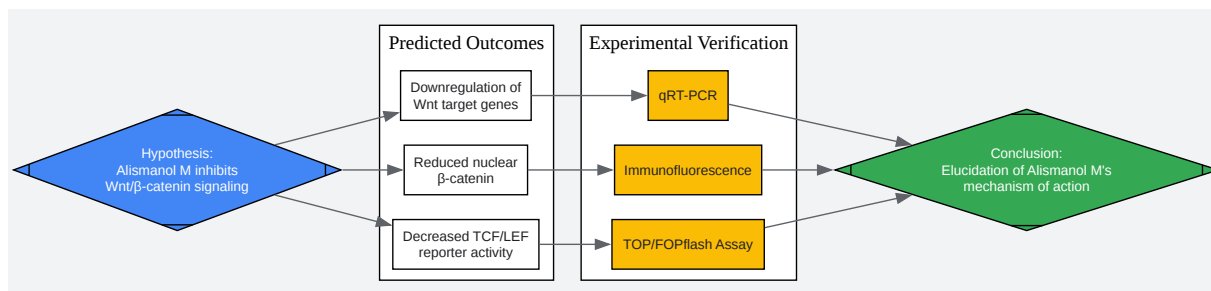 Hypothesis:
Alismanol M inhibits
Wnt/β-catenin signaling
Predicted Outcomes
Downregulation of
Wnt target genes
Reduced nuclear
β-catenin
Decreased TCF/LEF
reporter activity
Experimental Verification
qRT-PCR
Immunofluorescence
TOP/FOPflash Assay
Conclusion:
Elucidation of Alismanol M's
mechanism of action